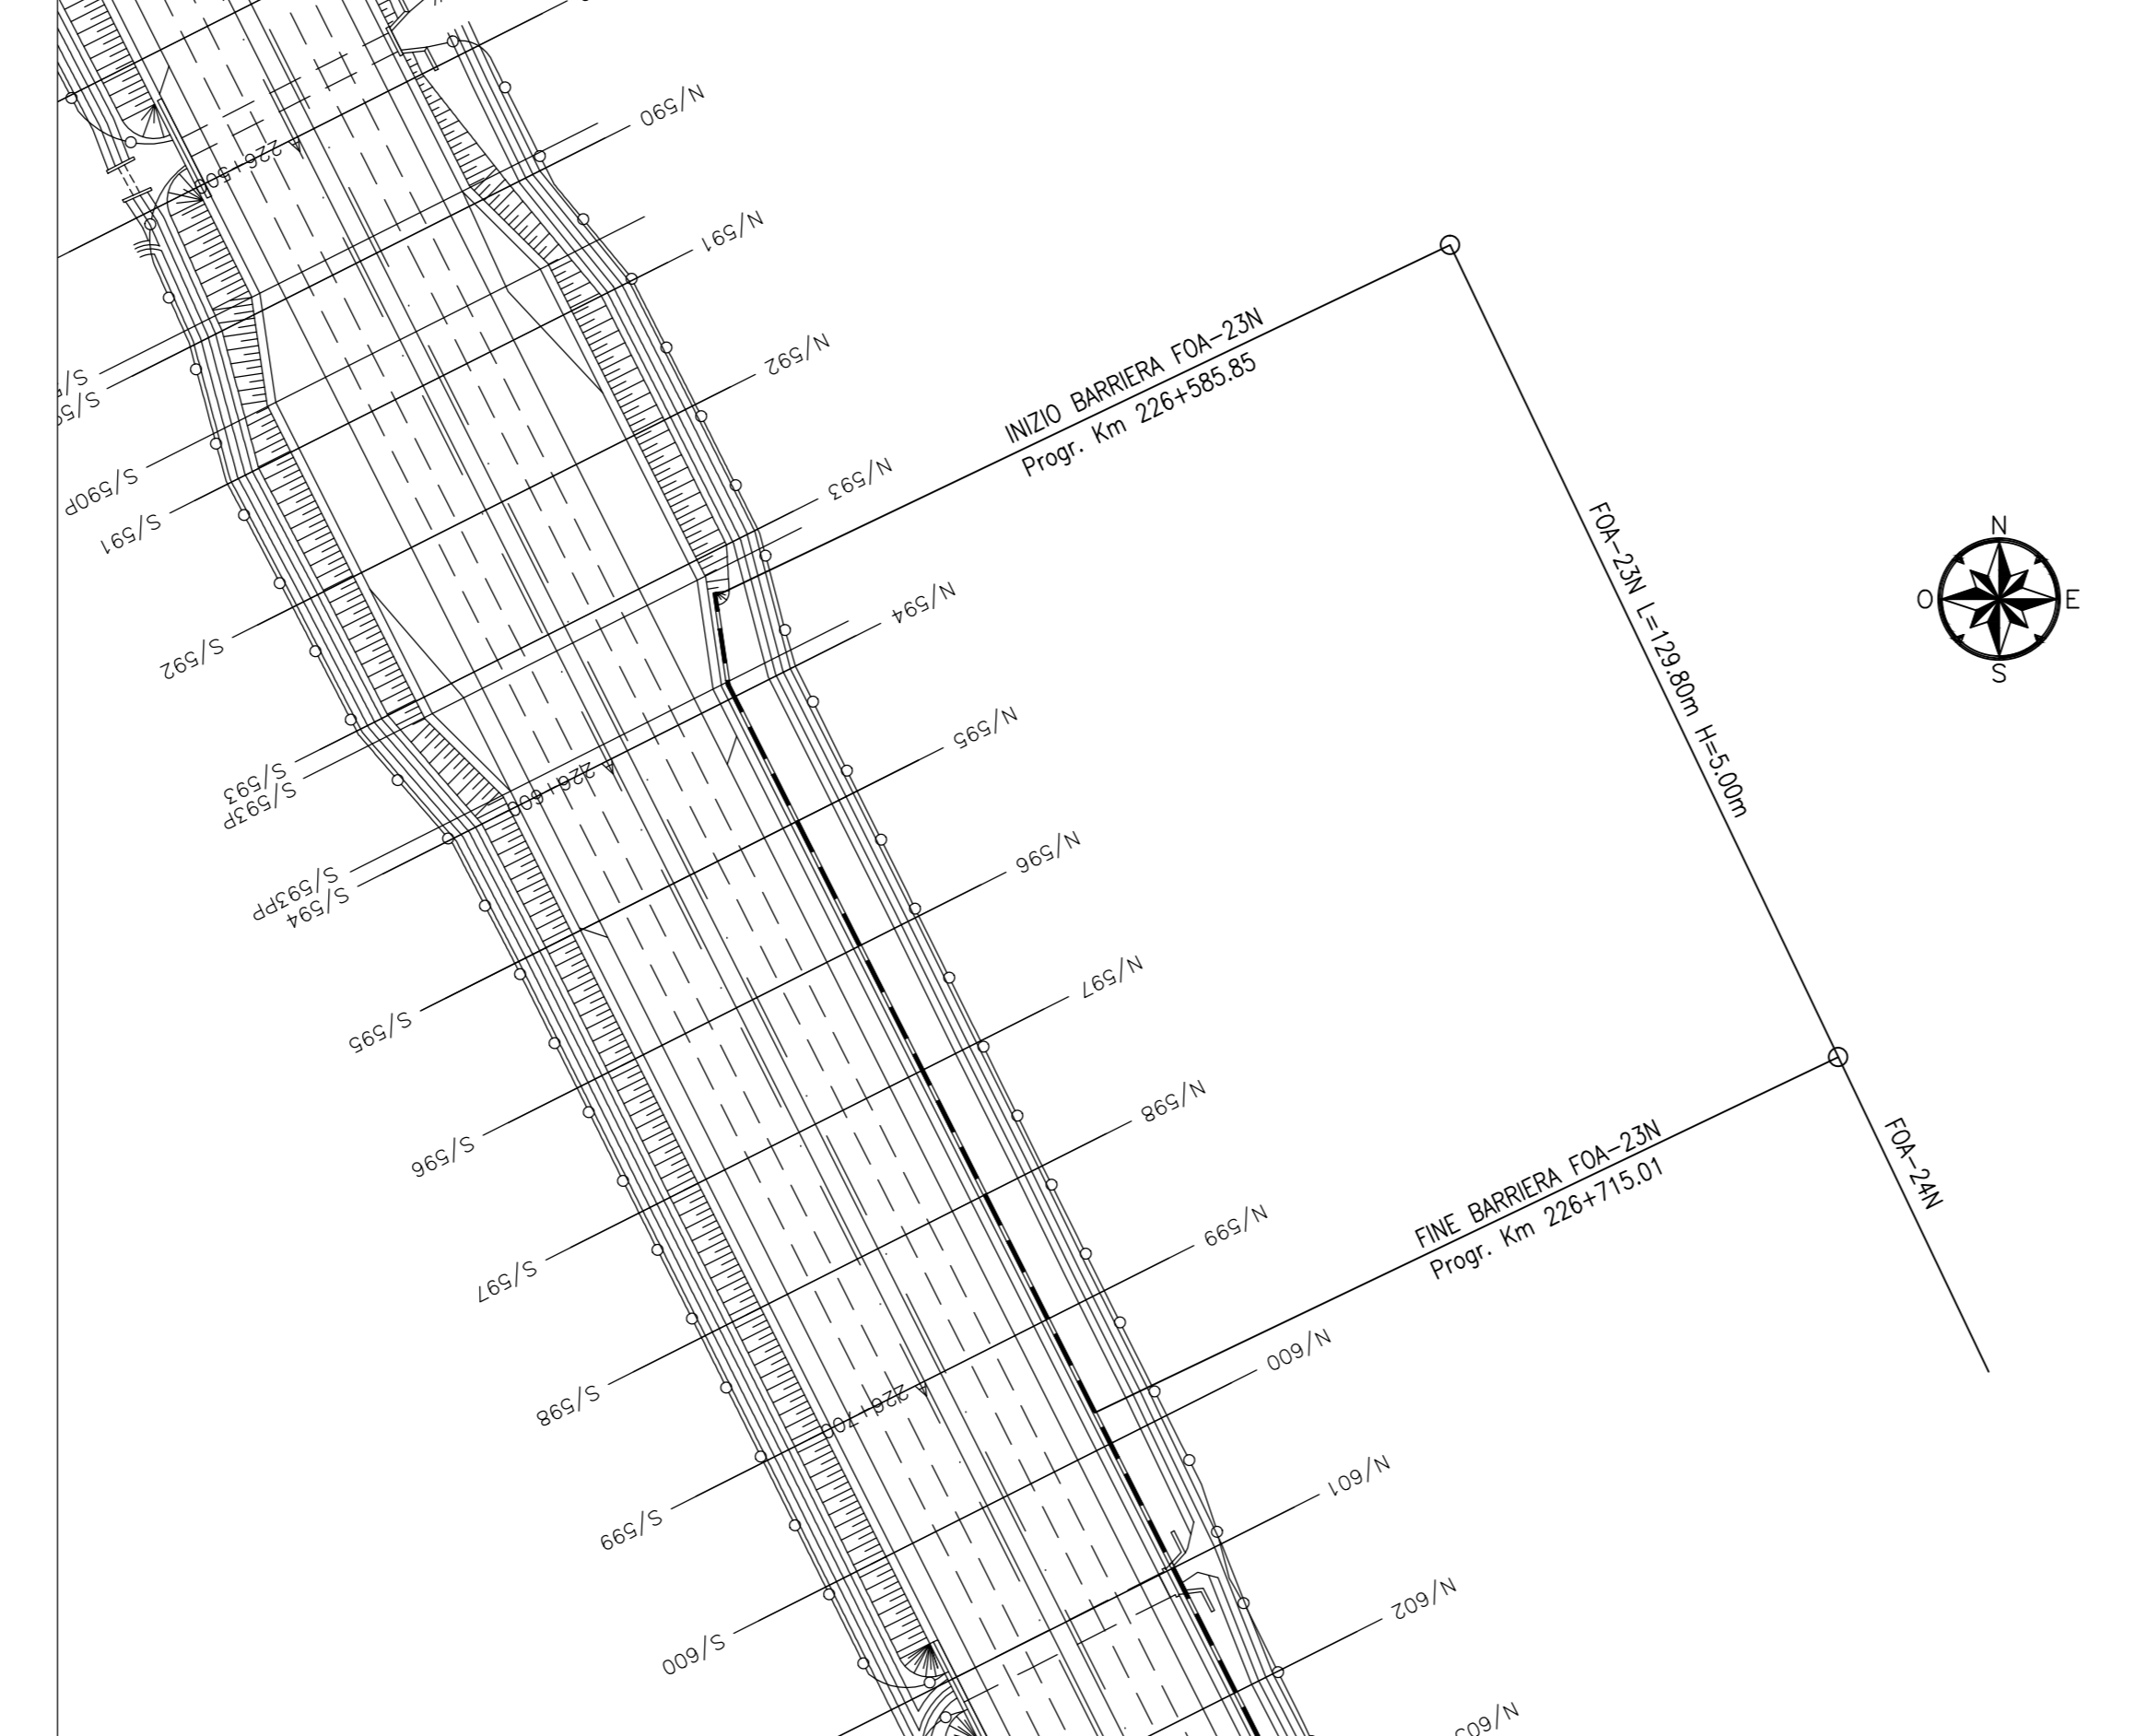 N/590
N/591
N/592
N/593
N/594
N/595
N/596
N/597
N/598
N/599
N/600
N/601
N/602
N/603
S/590P
S/591
S/592
S/593
S/593P
S/593PP
S/594
S/595
S/596
S/597
S/598
S/599
S/600
226+500
226+600
226+700
INIZIO BARRIERA FOA-23N
Progr. Km 226+585.85
FOA-23N L=129.80m H=5.00m
FINE BARRIERA FOA-23N
Progr. Km 226+715.01
FOA-24N
N
O
E
S